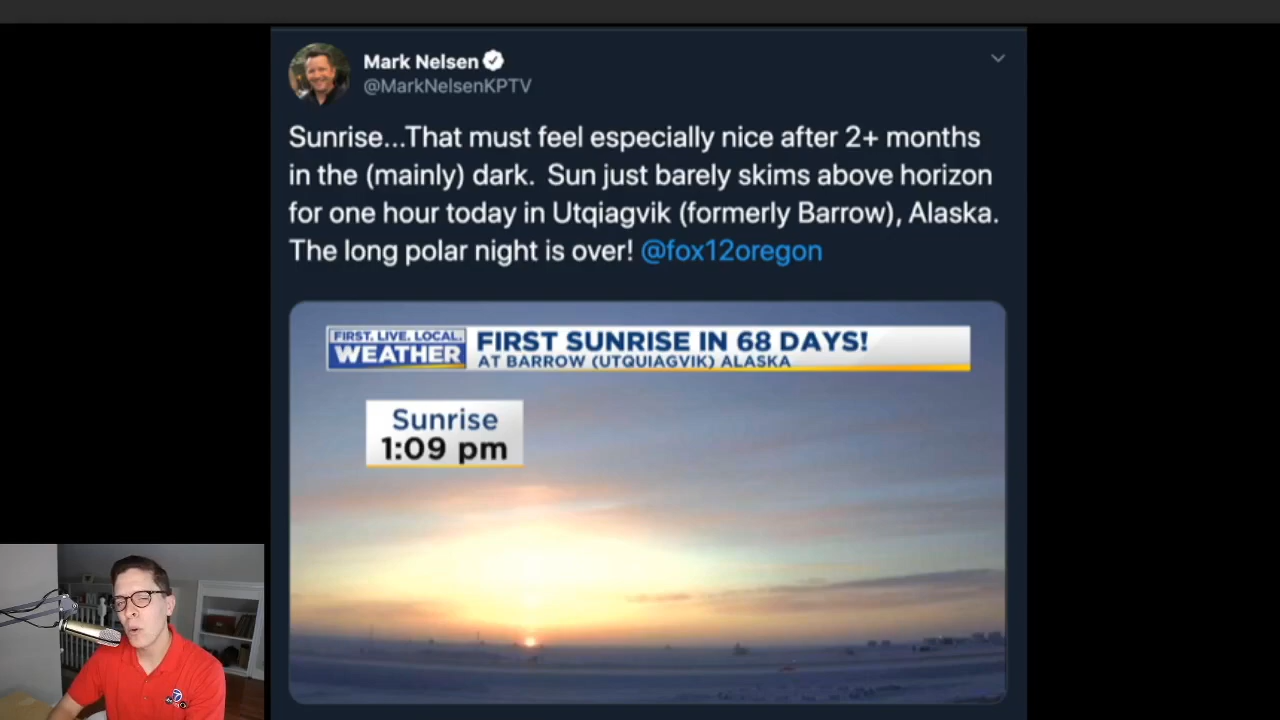 Mark Nelsen
@MarkNelsenKPTV
Sunrise...That must feel especially nice after 2+ months
in the (mainly) dark. Sun just barely skims above horizon
for one hour today in Utqiagvik (formerly Barrow), Alaska.
The long polar night is over! @fox12oregon
FIRST. LIVE. LOCAL.
WEATHER
FIRST SUNRISE IN 68 DAYS!
AT BARROW (UTQUIAGVIK) ALASKA
Sunrise
1:09 pm
7